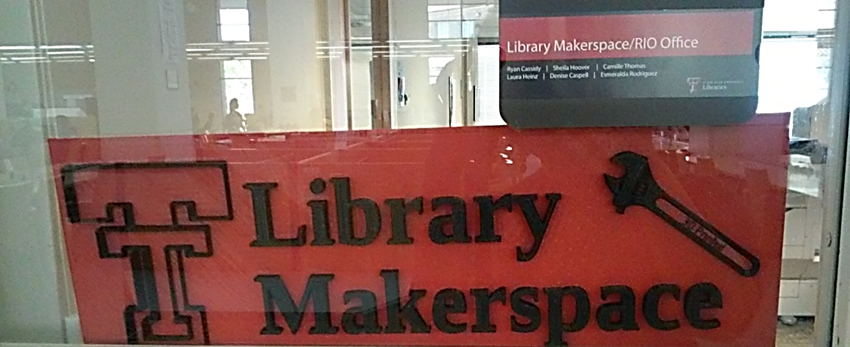 Library Makerspace/RIO Office
Ryan Cassidy | Sheila Hoover | Camille Thomas
Laura Heinz | Denise Caspell | Esmeralda Rodriguez
Libraries
Library
Makerspace